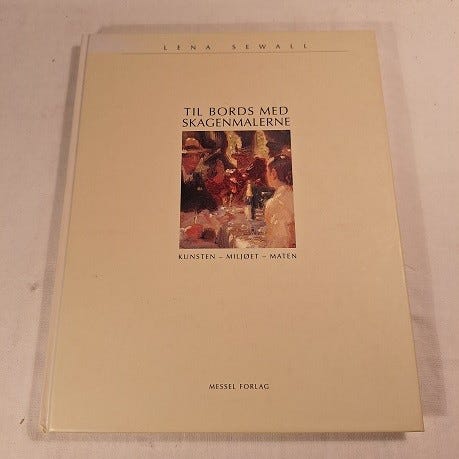 LENA SEWALL
TIL BORDS MED
SKAGENMALERNE
KUNSTEN – MILJØET – MATEN
MESSEL FORLAG